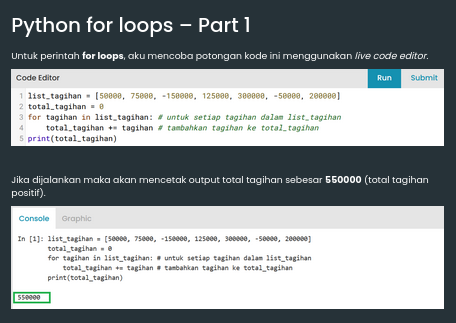 Python for loops – Part 1
Untuk perintah for loops, aku mencoba potongan kode ini menggunakan live code editor.
Code Editor
Run
Submit
1 list_tagihan = [50000, 75000, -150000, 125000, 300000, -50000, 200000]
2 total_tagihan = 0
3 for tagihan in list_tagihan: # untuk setiap tagihan dalam list_tagihan
4     total_tagihan += tagihan # tambahkan tagihan ke total_tagihan
5 print(total_tagihan)
Jika dijalankan maka akan mencetak output total tagihan sebesar 550000 (total tagihan
positif).
Console
Graphic
In [1]: list_tagihan = [50000, 75000, -150000, 125000, 300000, -50000, 200000]
total_tagihan = 0
for tagihan in list_tagihan: # untuk setiap tagihan dalam list_tagihan
    total_tagihan += tagihan # tambahkan tagihan ke total_tagihan
print(total_tagihan)
550000